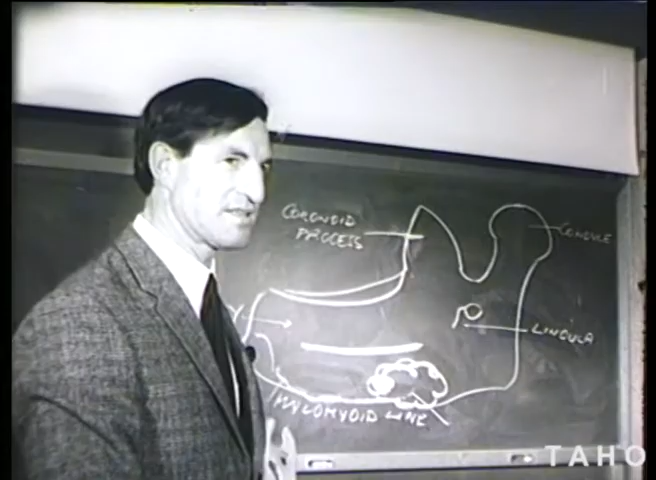 CORONOID
PROCESS
CONDYLE
LINGULA
MYLOHYOID LINE
TAHO